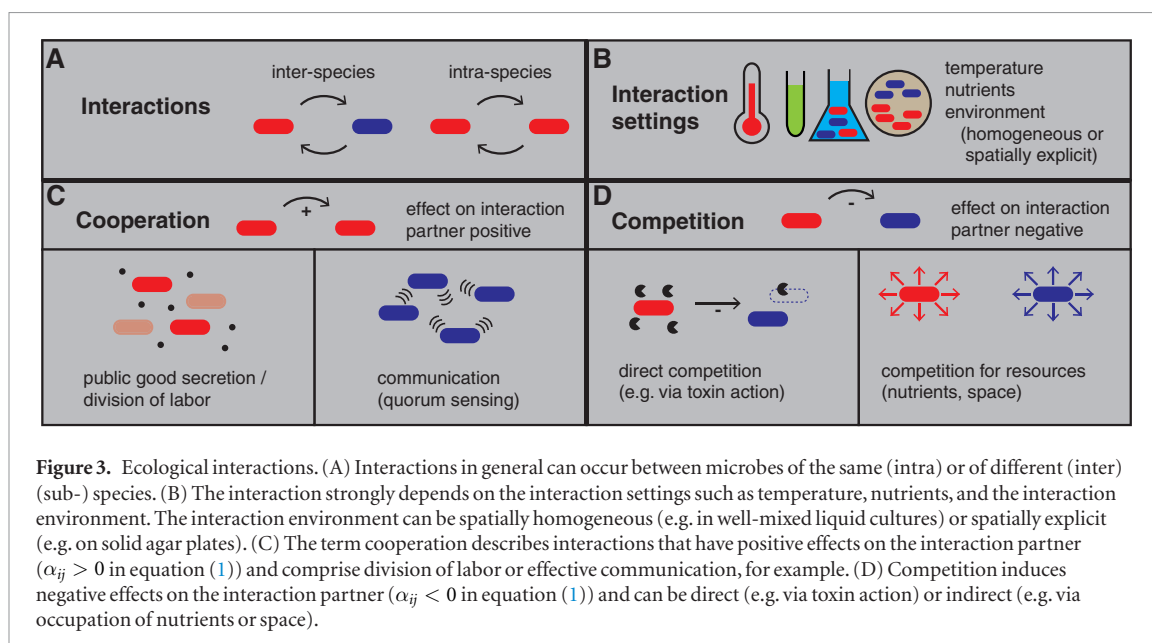 A
Interactions
inter-species
intra-species
B
Interaction
settings
temperature
nutrients
environment
(homogeneous or
spatially explicit)
C
Cooperation
+
effect on interaction
partner positive
public good secretion /
division of labor
communication
(quorum sensing)
D
Competition
-
effect on interaction
partner negative
-
direct competition
(e.g. via toxin action)
competition for resources
(nutrients, space)
Figure 3. Ecological interactions. (A) Interactions in general can occur between microbes of the same (intra) or of different (inter)
(sub-) species. (B) The interaction strongly depends on the interaction settings such as temperature, nutrients, and the interaction
environment. The interaction environment can be spatially homogeneous (e.g. in well-mixed liquid cultures) or spatially explicit
(e.g. on solid agar plates). (C) The term cooperation describes interactions that have positive effects on the interaction partner
(αij > 0 in equation (1)) and comprise division of labor or effective communication, for example. (D) Competition induces
negative effects on the interaction partner (αij < 0 in equation (1)) and can be direct (e.g. via toxin action) or indirect (e.g. via
occupation of nutrients or space).